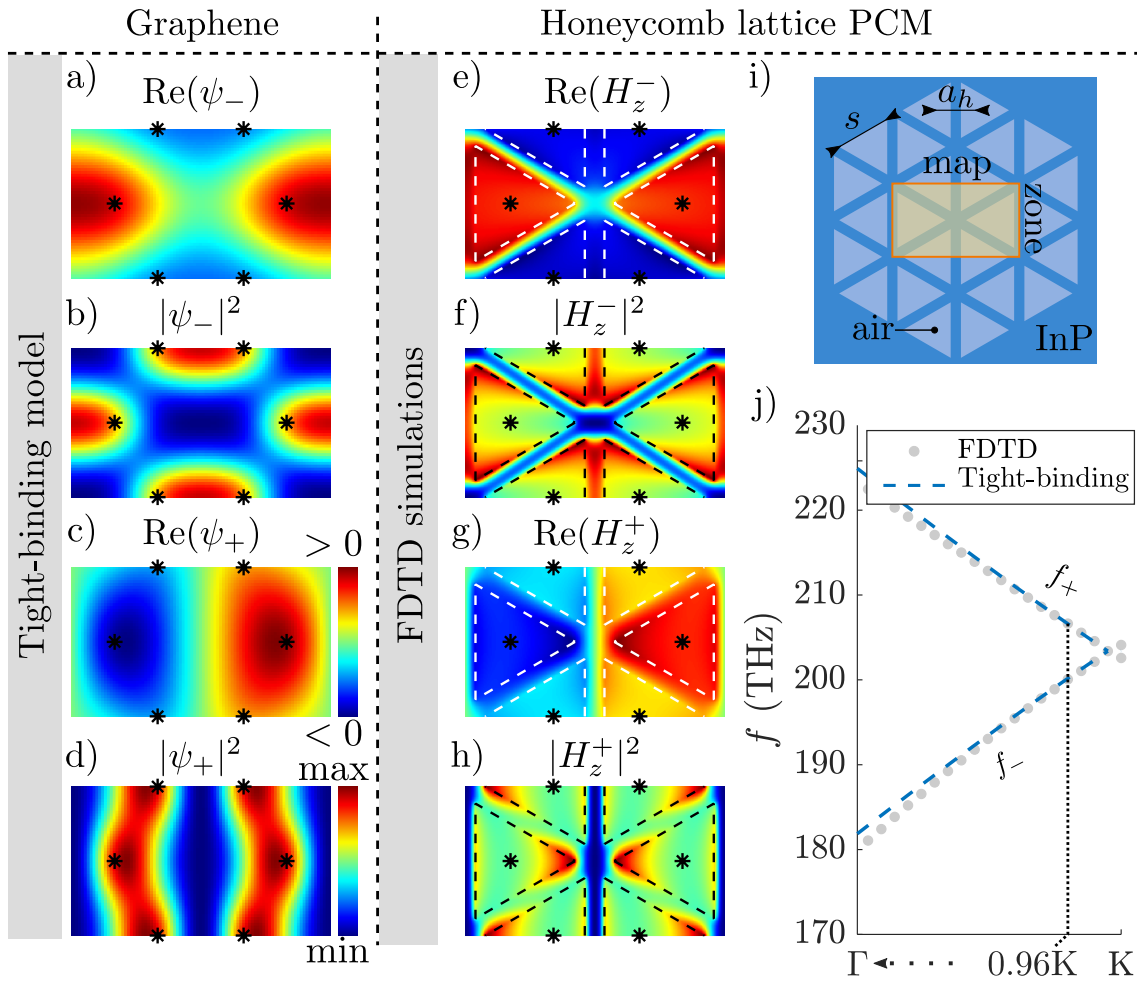 Graphene
Honeycomb lattice PCM
Tight-binding model
a)
Re(ψ₋)
b)
|ψ₋|²
c)
Re(ψ₊)
> 0
< 0
d)
|ψ₊|²
max
min
FDTD simulations
e)
Re(H_z^-)
f)
|H_z^-|²
g)
Re(H_z^+)
h)
|H_z^+|²
i)
a_h
s
map
zone
air
InP
j)
230
220
210
200
190
180
170
f (THz)
FDTD
Tight-binding
f₊
f₋
Γ
0.96K
K